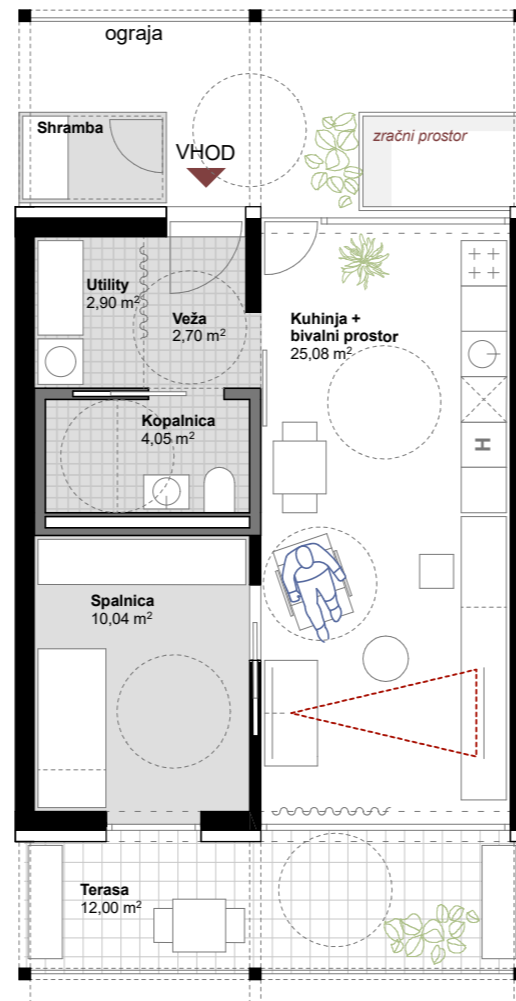 ograja
Shramba
VHOD
zračni prostor
Utility
2,90 m²
Veža
2,70 m²
Kuhinja +
bivalni prostor
25,08 m²
Kopalnica
4,05 m²
H
Spalnica
10,04 m²
Terasa
12,00 m²